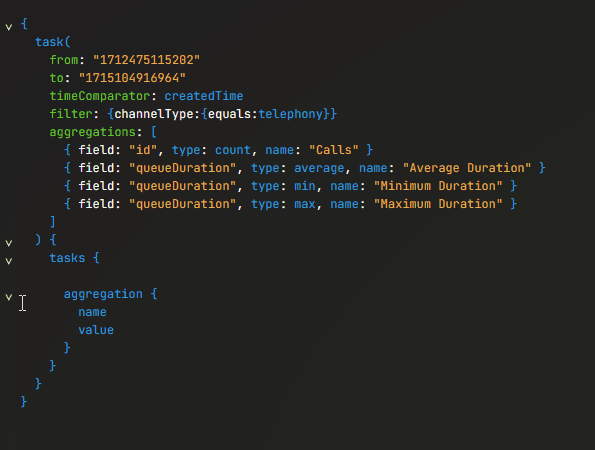 {
task(
from: "1712475115202"
to: "1715104916964"
timeComparator: createdTime
filter: {channelType:{equals:telephony}}
aggregations: [
{ field: "id", type: count, name: "Calls" }
{ field: "queueDuration", type: average, name: "Average Duration" }
{ field: "queueDuration", type: min, name: "Minimum Duration" }
{ field: "queueDuration", type: max, name: "Maximum Duration" }
]
) {
tasks {
aggregation {
name
value
}
}
}
}